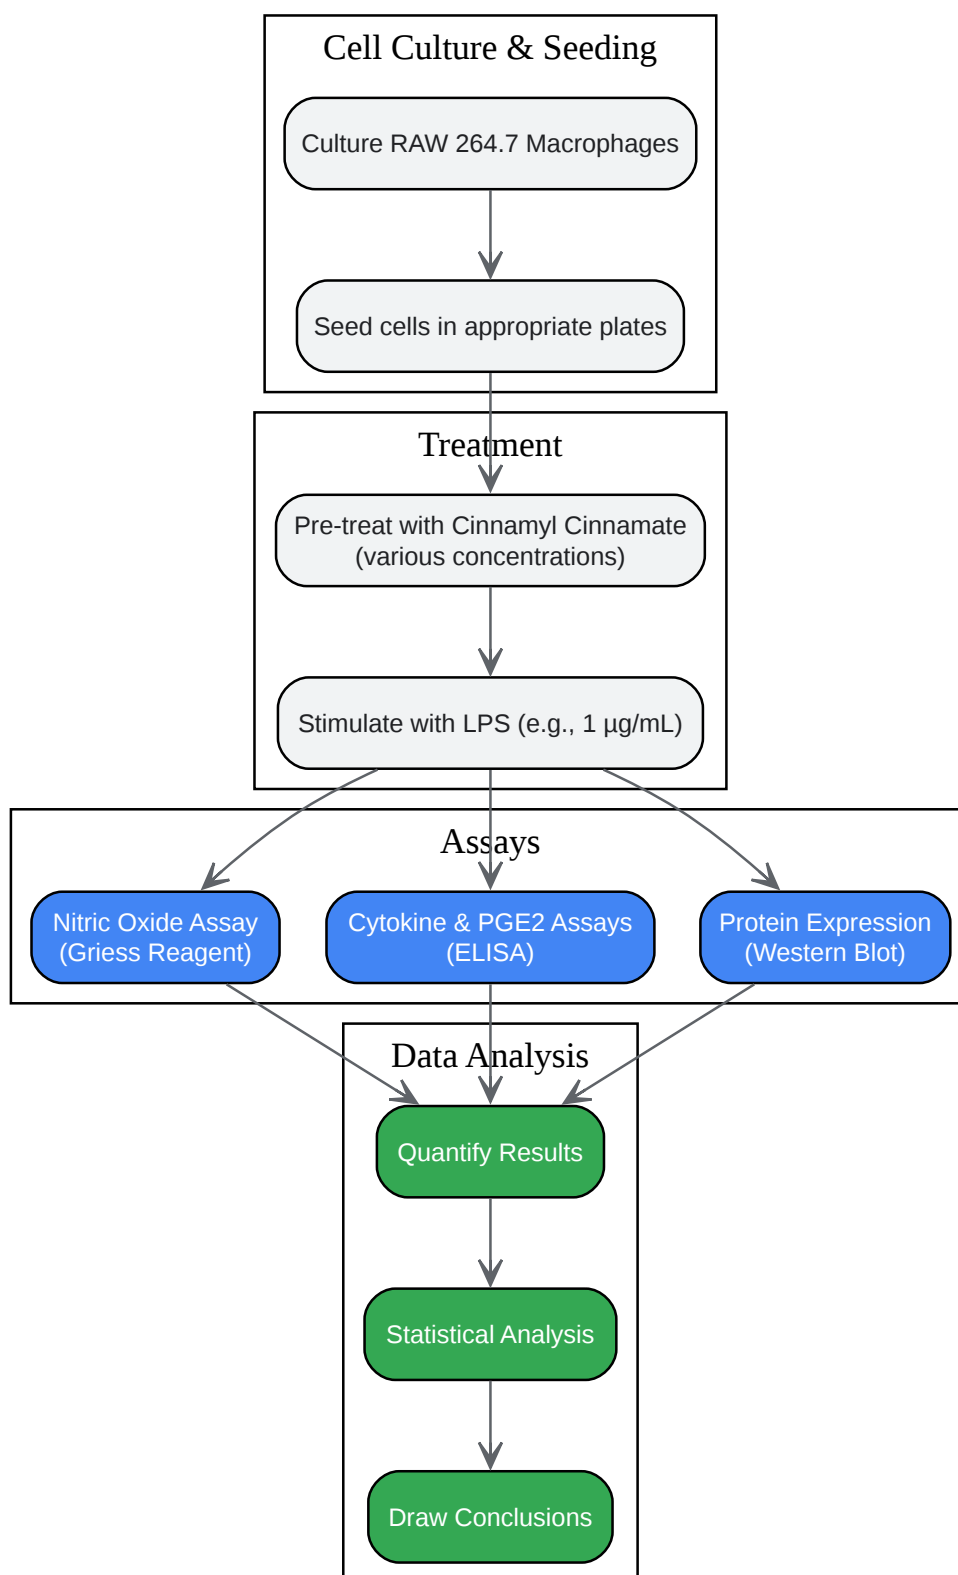 Cell Culture & Seeding
Culture RAW 264.7 Macrophages
Seed cells in appropriate plates
Treatment
Pre-treat with Cinnamyl Cinnamate
(various concentrations)
Stimulate with LPS (e.g., 1 µg/mL)
Assays
Nitric Oxide Assay
(Griess Reagent)
Cytokine & PGE2 Assays
(ELISA)
Protein Expression
(Western Blot)
Data Analysis
Quantify Results
Statistical Analysis
Draw Conclusions